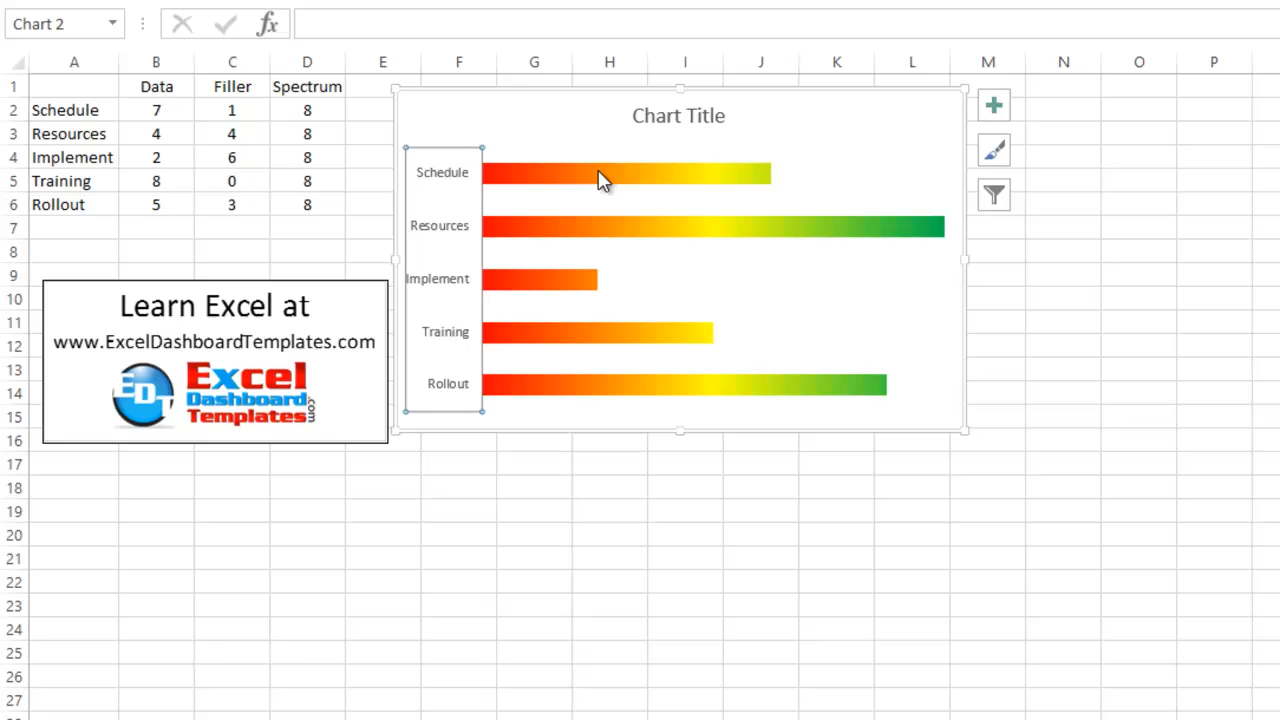 Chart 2 fx
A B C D E F G H I J K L M N O P
1 Data Filler Spectrum
2 Schedule 7 1 8
3 Resources 4 4 8
4 Implement 2 6 8
5 Training 8 0 8
6 Rollout 5 3 8
7
8
9
10
11
12
13
14
15
16
17
18
19
20
21
22
23
24
25
26
27
Chart Title
Schedule
Resources
Implement
Training
Rollout
Learn Excel at
www.ExcelDashboardTemplates.com
EDT
Excel
Dashboard
Templates
.com